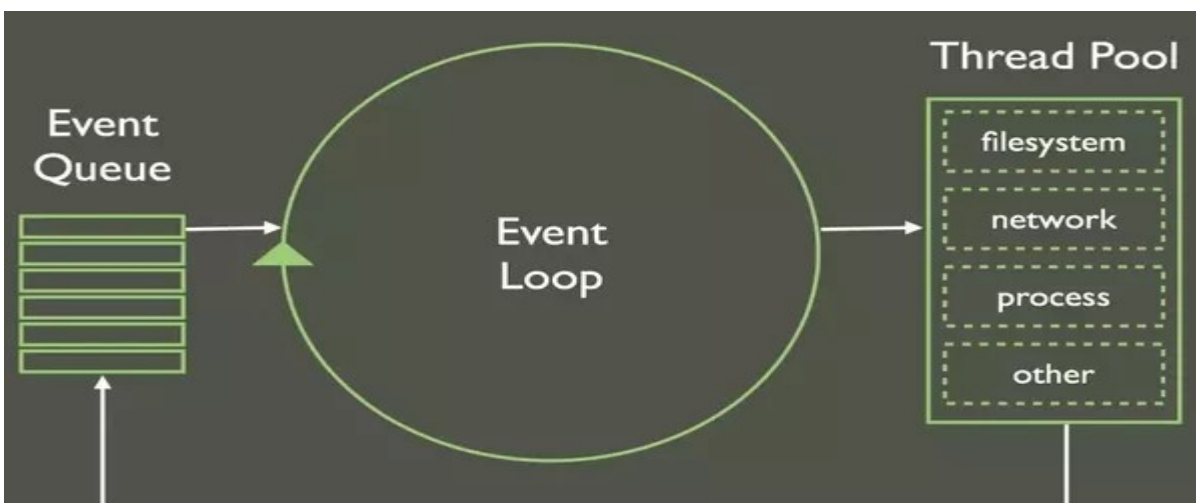 Event
Queue
Event
Loop
Thread Pool
filesystem
network
process
other